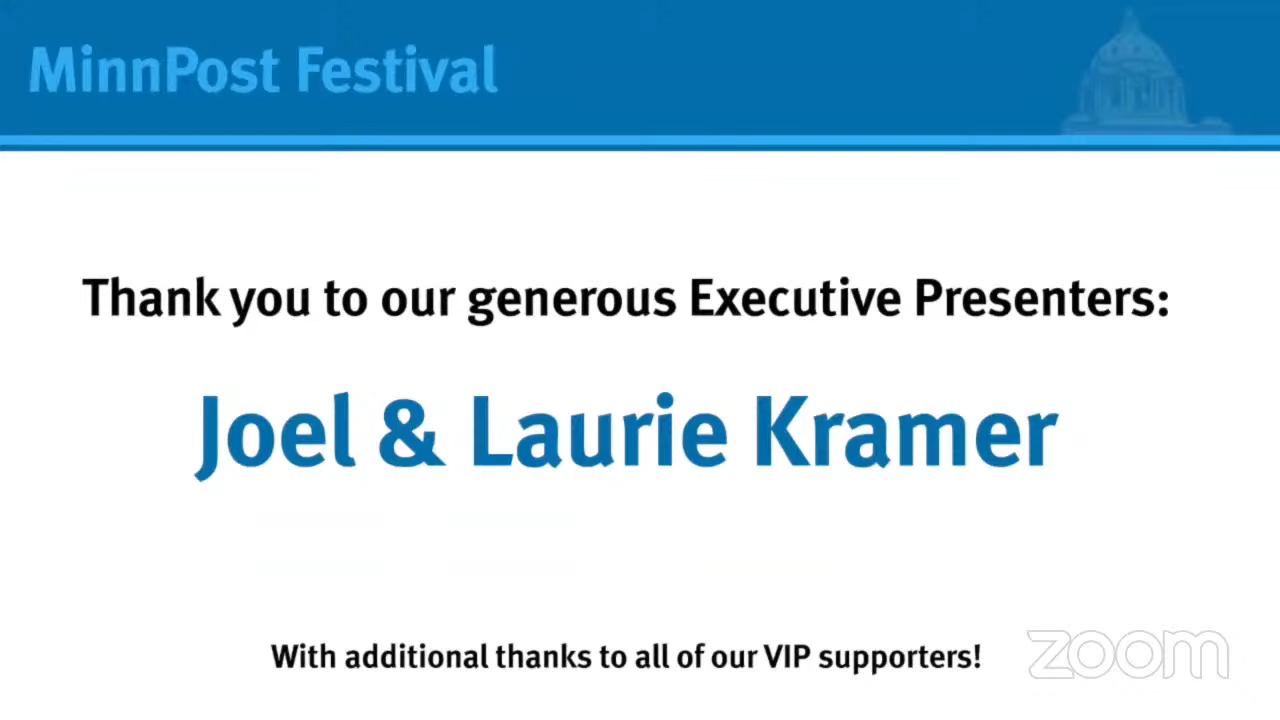 MinnPost Festival
Thank you to our generous Executive Presenters:
Joel & Laurie Kramer
With additional thanks to all of our VIP supporters!
zoom